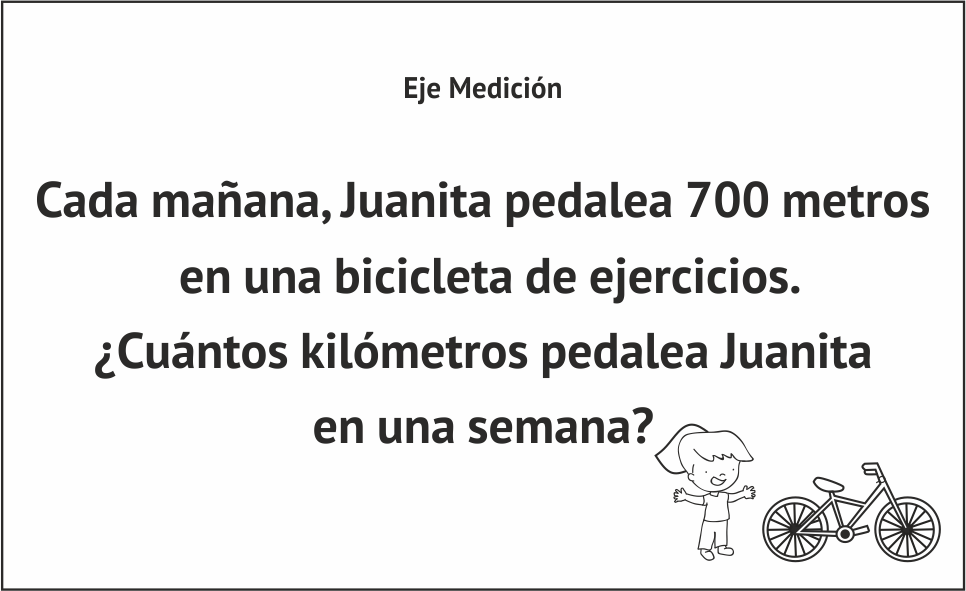 Eje Medición
Cada mañana, Juanita pedalea 700 metros
en una bicicleta de ejercicios.
¿Cuántos kilómetros pedalea Juanita
en una semana?